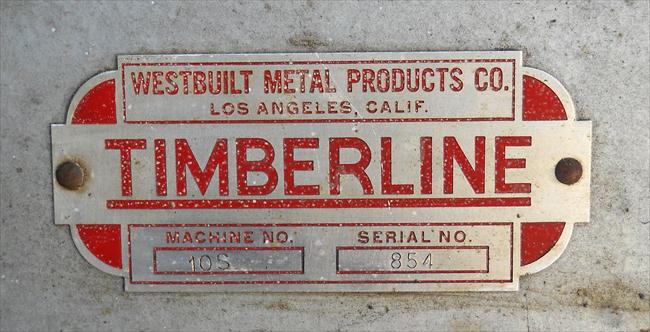 WESTBUILT METAL PRODUCTS CO.
LOS ANGELES, CALIF.
TIMBERLINE
MACHINE NO. SERIAL NO.
10S 854